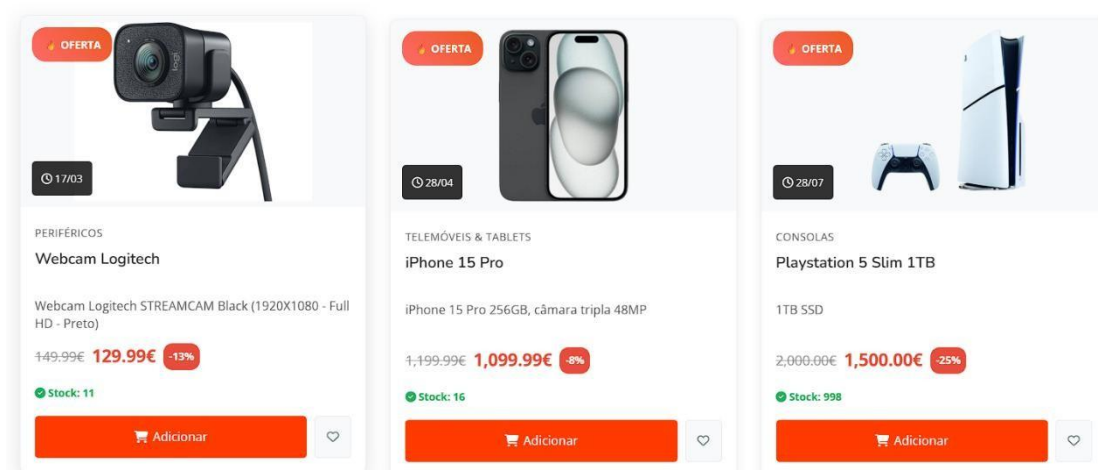 OFERTA
logi
17/03
PERIFÉRICOS
Webcam Logitech
Webcam Logitech STREAMCAM Black (1920X1080 - Full
HD - Preto)
149.99€ 129.99€ -13%
Stock: 11
Adicionar
OFERTA
28/04
TELEMÓVEIS & TABLETS
iPhone 15 Pro
iPhone 15 Pro 256GB, câmara tripla 48MP
1,199.99€ 1,099.99€ -8%
Stock: 16
Adicionar
OFERTA
28/07
CONSOLAS
Playstation 5 Slim 1TB
1TB SSD
2,000.00€ 1,500.00€ -25%
Stock: 998
Adicionar